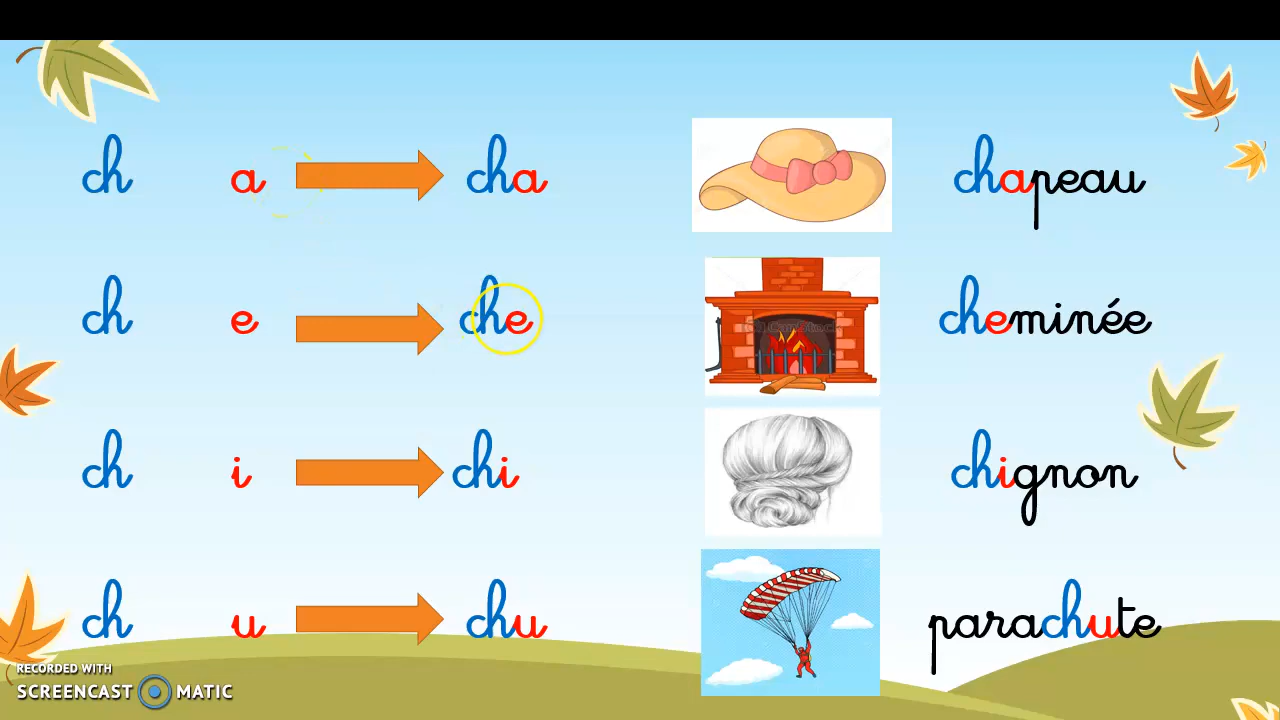 ch a cha chapeau
ch e che cheminée
ch i chi chignon
ch u chu parachute
RECORDED WITH
SCREENCAST MATIC